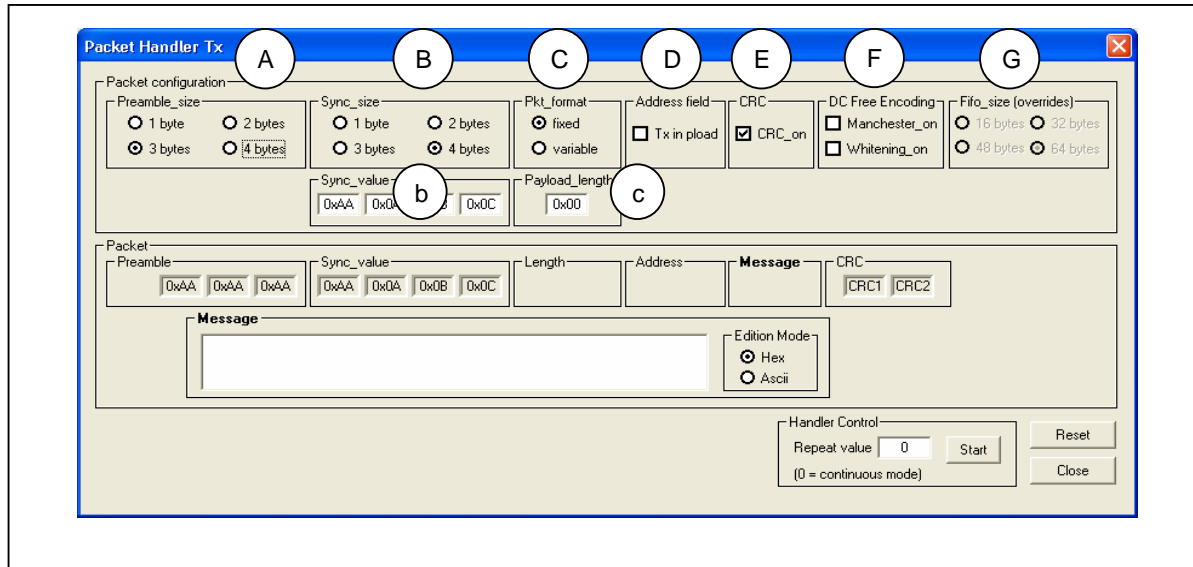 Packet Handler Tx
A
B
C
D
E
F
G
Packet configuration
Preamble_size
1 byte
2 bytes
3 bytes
4 bytes
Sync_size
1 byte
2 bytes
3 bytes
4 bytes
Pkt_format
fixed
variable
Address field
Tx in pload
CRC
CRC_on
DC Free Encoding
Manchester_on
Whitening_on
Fifo_size (overrides)
16 bytes
32 bytes
48 bytes
64 bytes
Sync_value
b
0xAA
0x0C
Payload_length
c
0x00
Packet
Preamble
0xAA 0xAA 0xAA
Sync_value
0xAA 0x0A 0x0B 0x0C
Length
Address
Message
CRC
CRC1 CRC2
Message
Edition Mode
Hex
Ascii
Handler Control
Repeat value 0
Start
(0 = continuous mode)
Reset
Close